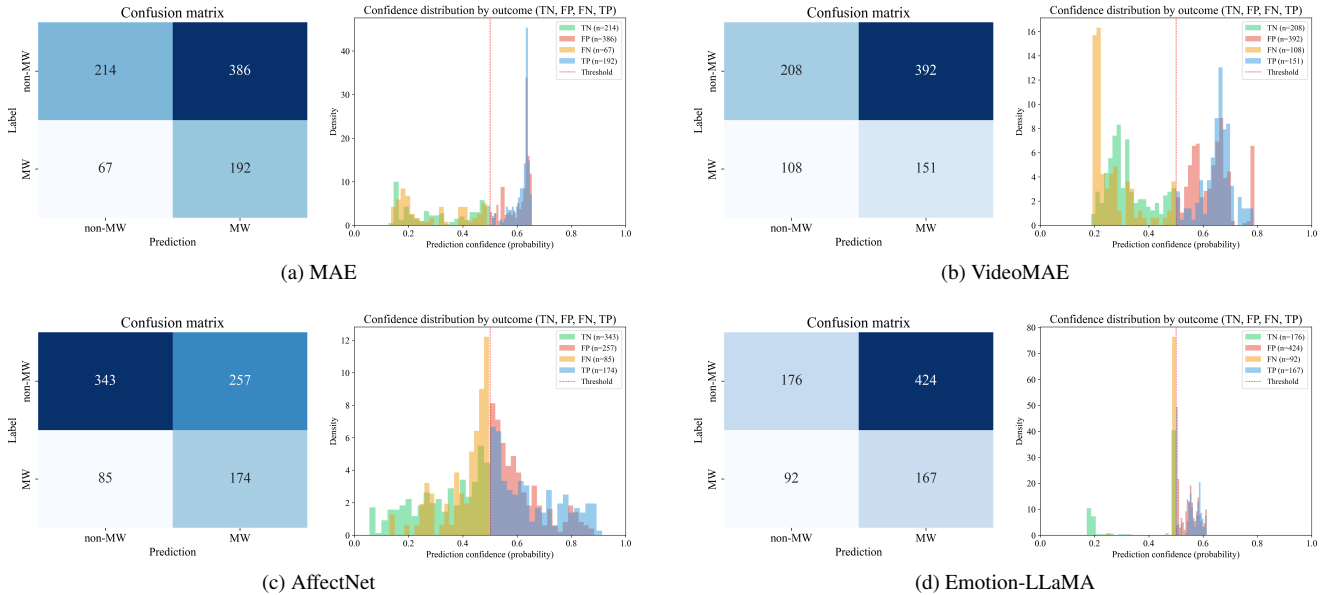 Confusion matrix
non-MW
214
386
Label
MW
67
192
non-MW
MW
Prediction
Confidence distribution by outcome (TN, FP, FN, TP)
TN (n=214)
FP (n=386)
FN (n=67)
TP (n=192)
Threshold
Density
40
30
20
10
0
0.0 0.2 0.4 0.6 0.8 1.0
Prediction confidence (probability)
(a) MAE
Confusion matrix
non-MW
208
392
Label
MW
108
151
non-MW
MW
Prediction
Confidence distribution by outcome (TN, FP, FN, TP)
TN (n=208)
FP (n=392)
FN (n=108)
TP (n=151)
Threshold
Density
16
14
12
10
8
6
4
2
0
0.0 0.2 0.4 0.6 0.8 1.0
Prediction confidence (probability)
(b) VideoMAE
Confusion matrix
non-MW
343
257
Label
MW
85
174
non-MW
MW
Prediction
Confidence distribution by outcome (TN, FP, FN, TP)
TN (n=343)
FP (n=257)
FN (n=85)
TP (n=174)
Threshold
Density
12
10
8
6
4
2
0
0.0 0.2 0.4 0.6 0.8 1.0
Prediction confidence (probability)
(c) AffectNet
Confusion matrix
non-MW
176
424
Label
MW
92
167
non-MW
MW
Prediction
Confidence distribution by outcome (TN, FP, FN, TP)
TN (n=176)
FP (n=424)
FN (n=92)
TP (n=167)
Threshold
Density
80
70
60
50
40
30
20
10
0
0.0 0.2 0.4 0.6 0.8 1.0
Prediction confidence (probability)
(d) Emotion-LLaMA